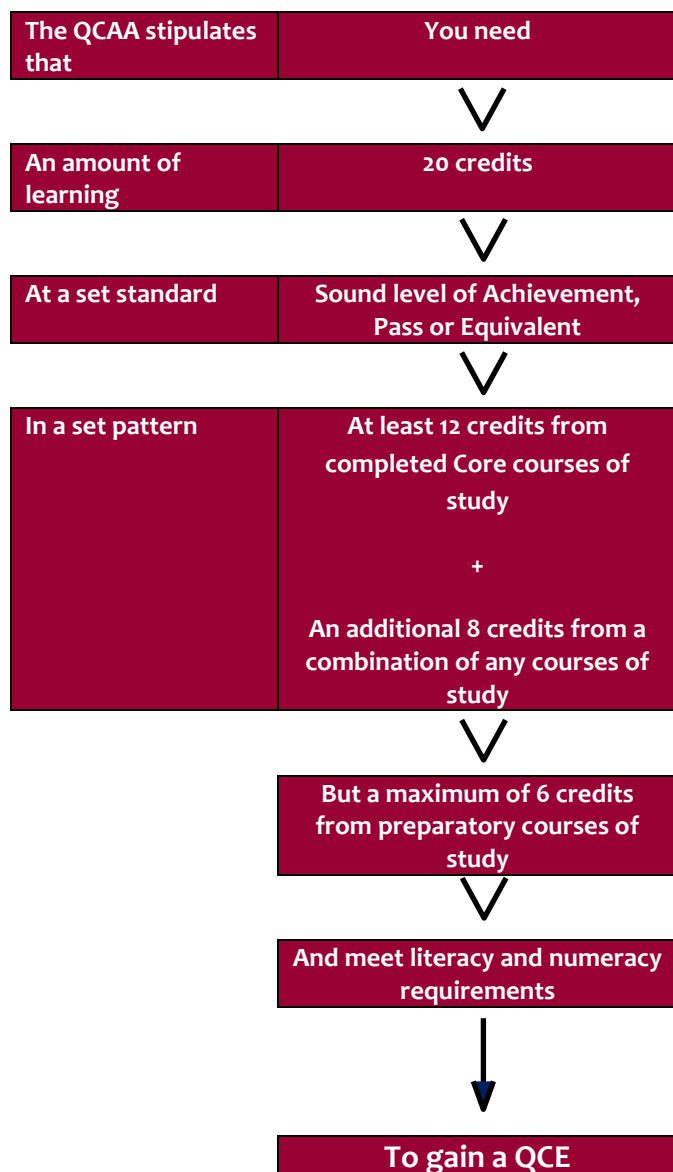 The QCAA stipulates
that
You need
An amount of
learning
20 credits
At a set standard
Sound level of Achievement,
Pass or Equivalent
In a set pattern
At least 12 credits from
completed Core courses of
study
+
An additional 8 credits from a
combination of any courses of
study
But a maximum of 6 credits
from preparatory courses of
study
And meet literacy and numeracy
requirements
To gain a QCE